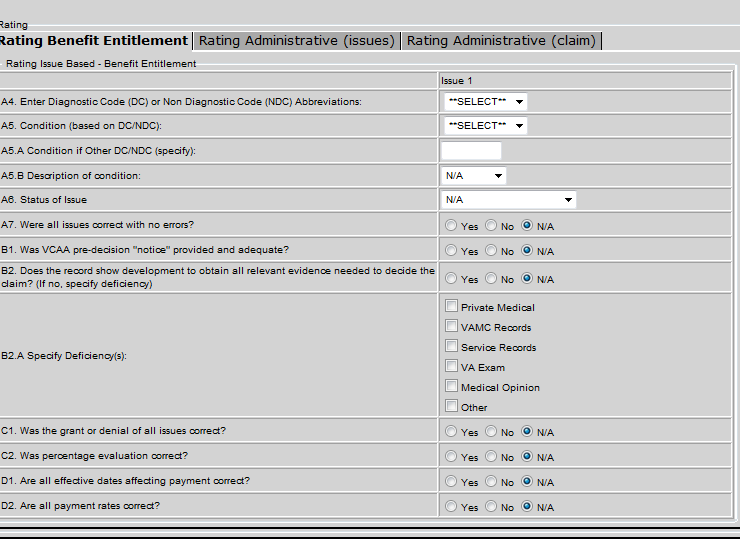 Rating
Rating Benefit Entitlement Rating Administrative (issues) Rating Administrative (claim)
Rating Issue Based - Benefit Entitlement
Issue 1
A4. Enter Diagnostic Code (DC) or Non Diagnostic Code (NDC) Abbreviations: **SELECT**
A5. Condition (based on DC/NDC): **SELECT**
A5.A Condition if Other DC/NDC (specify):
A5.B Description of condition: N/A
A6. Status of Issue N/A
A7. Were all issues correct with no errors? Yes No N/A
B1. Was VCAA pre-decision "notice" provided and adequate? Yes No N/A
B2. Does the record show development to obtain all relevant evidence needed to decide the
claim? (If no, specify deficiency) Yes No N/A
B2.A Specify Deficiency(s):
Private Medical
VAMC Records
Service Records
VA Exam
Medical Opinion
Other
C1. Was the grant or denial of all issues correct? Yes No N/A
C2. Was percentage evaluation correct? Yes No N/A
D1. Are all effective dates affecting payment correct? Yes No N/A
D2. Are all payment rates correct? Yes No N/A